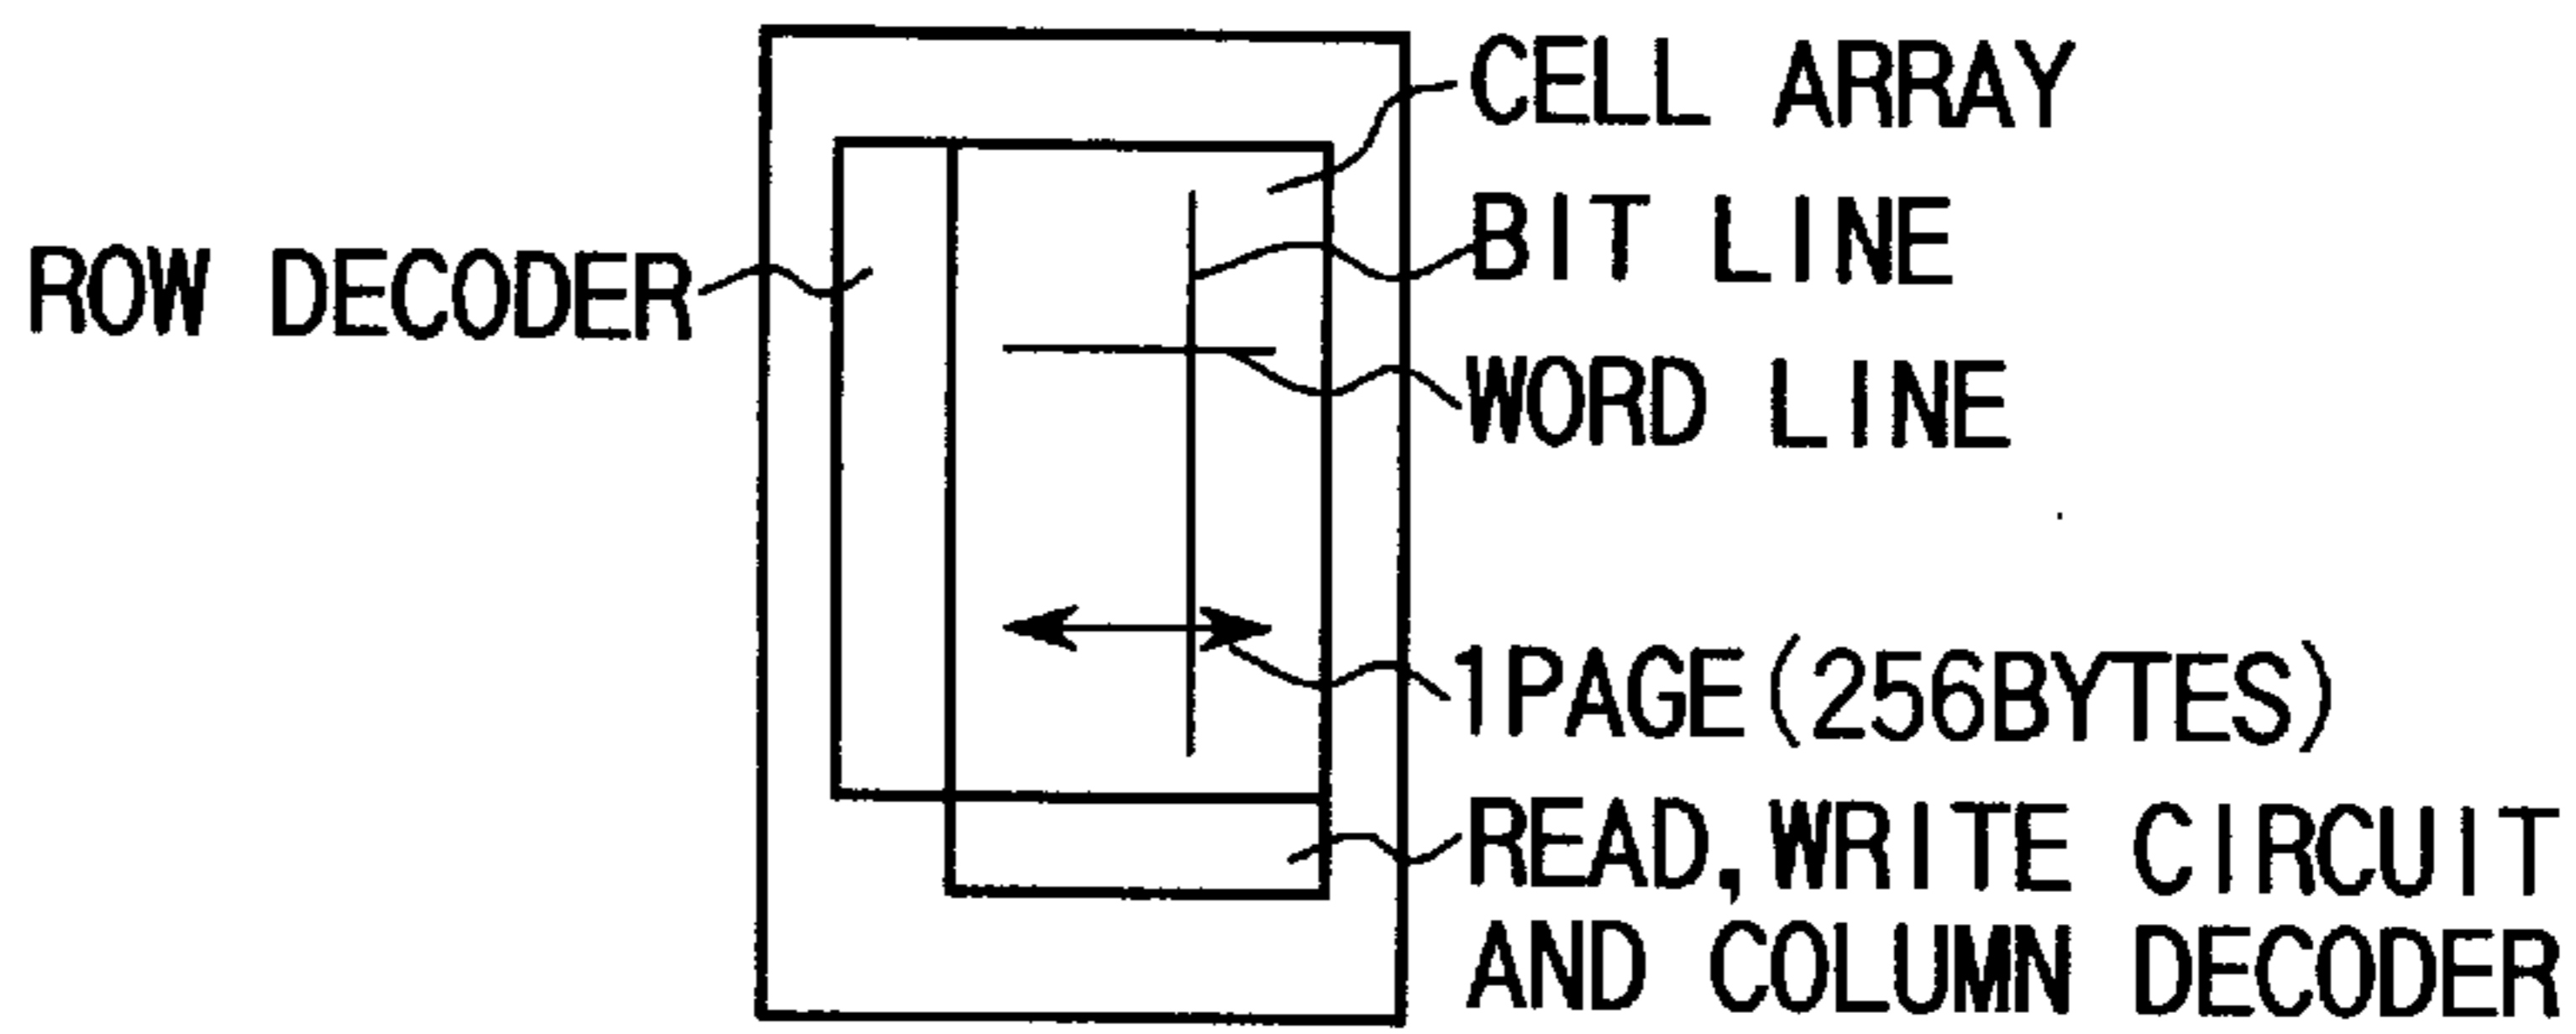 CELL ARRAY
BIT LINE
ROW DECODER
WORD LINE
1PAGE(256BYTES)
READ,WRITE CIRCUIT
AND COLUMN DECODER